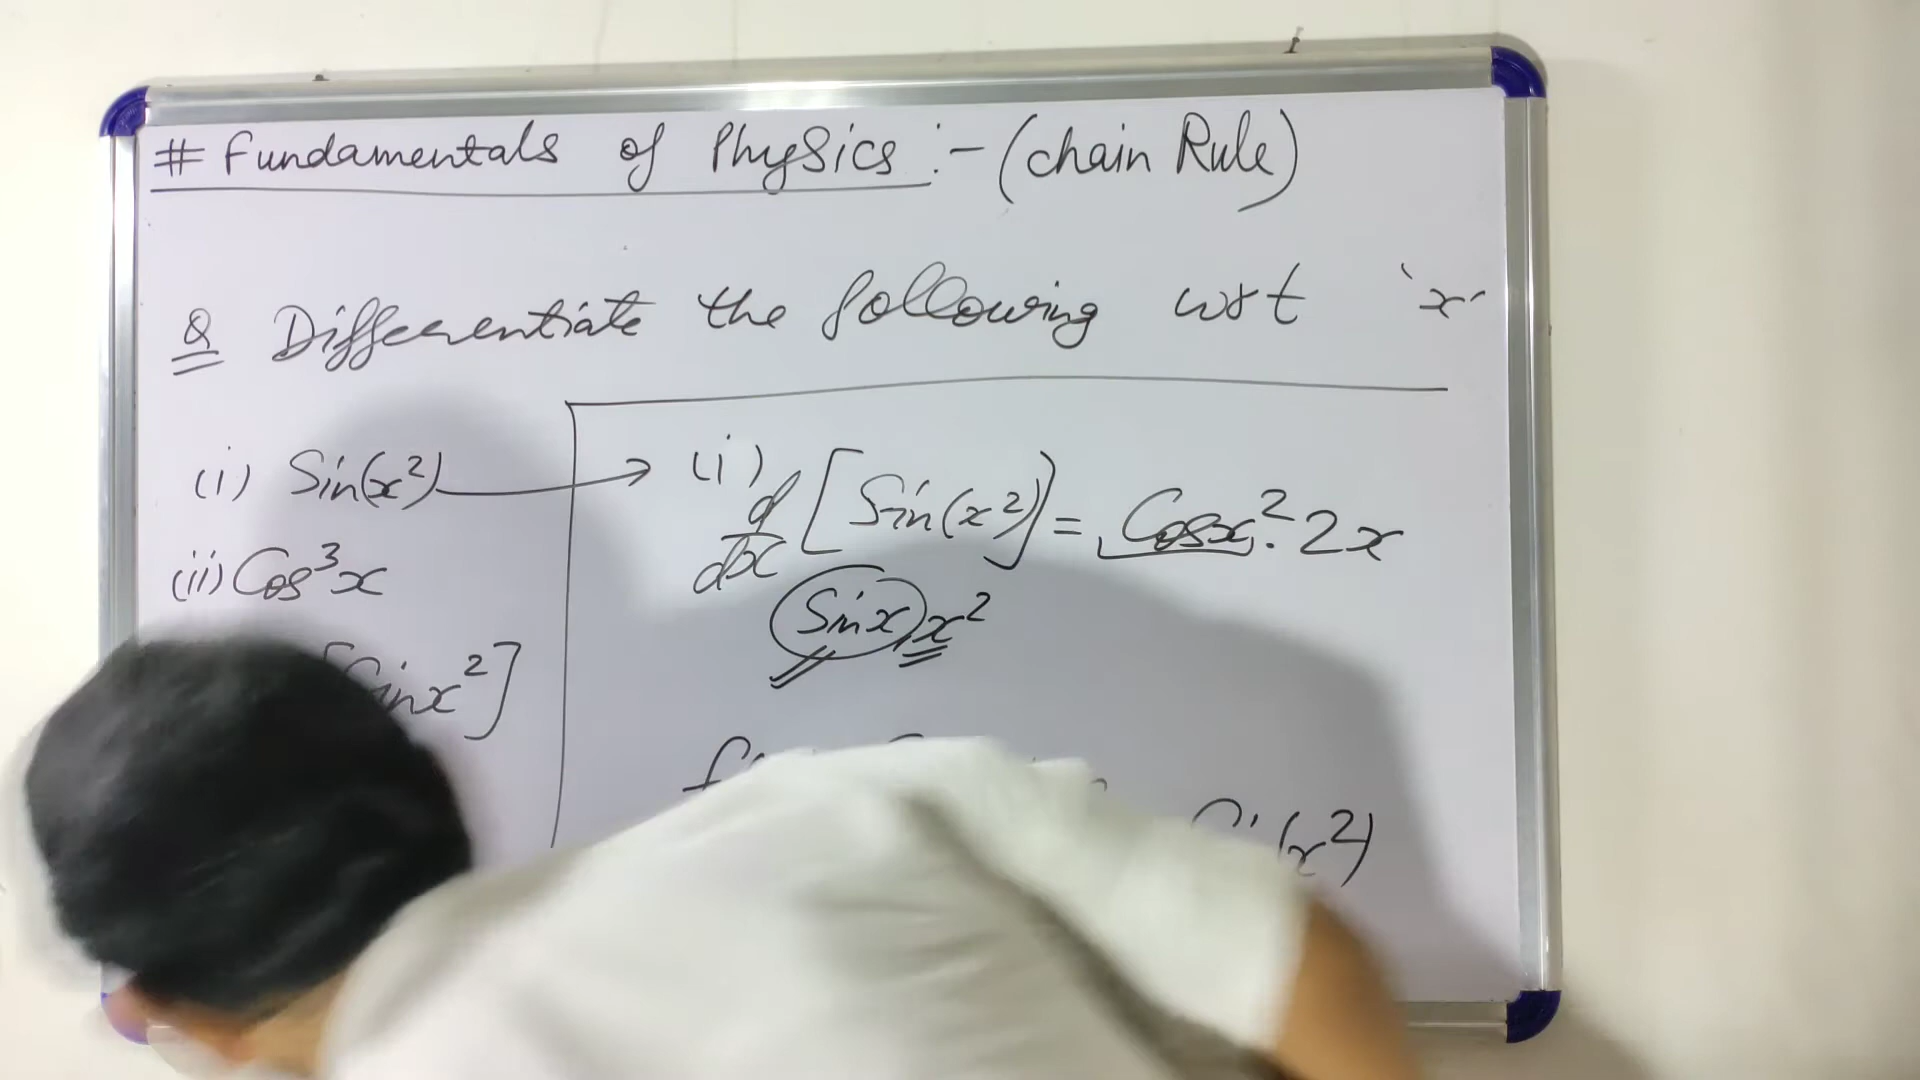 # Fundamentals of Physics :- (chain Rule)
Q Differentiate the following wrt 'x'
(i) Sin(x²)
(ii) Cos³x
Sinx²]
(i)
d/dx [Sin(x²)] = Cosx². 2x
Sinx, x²
(x²)